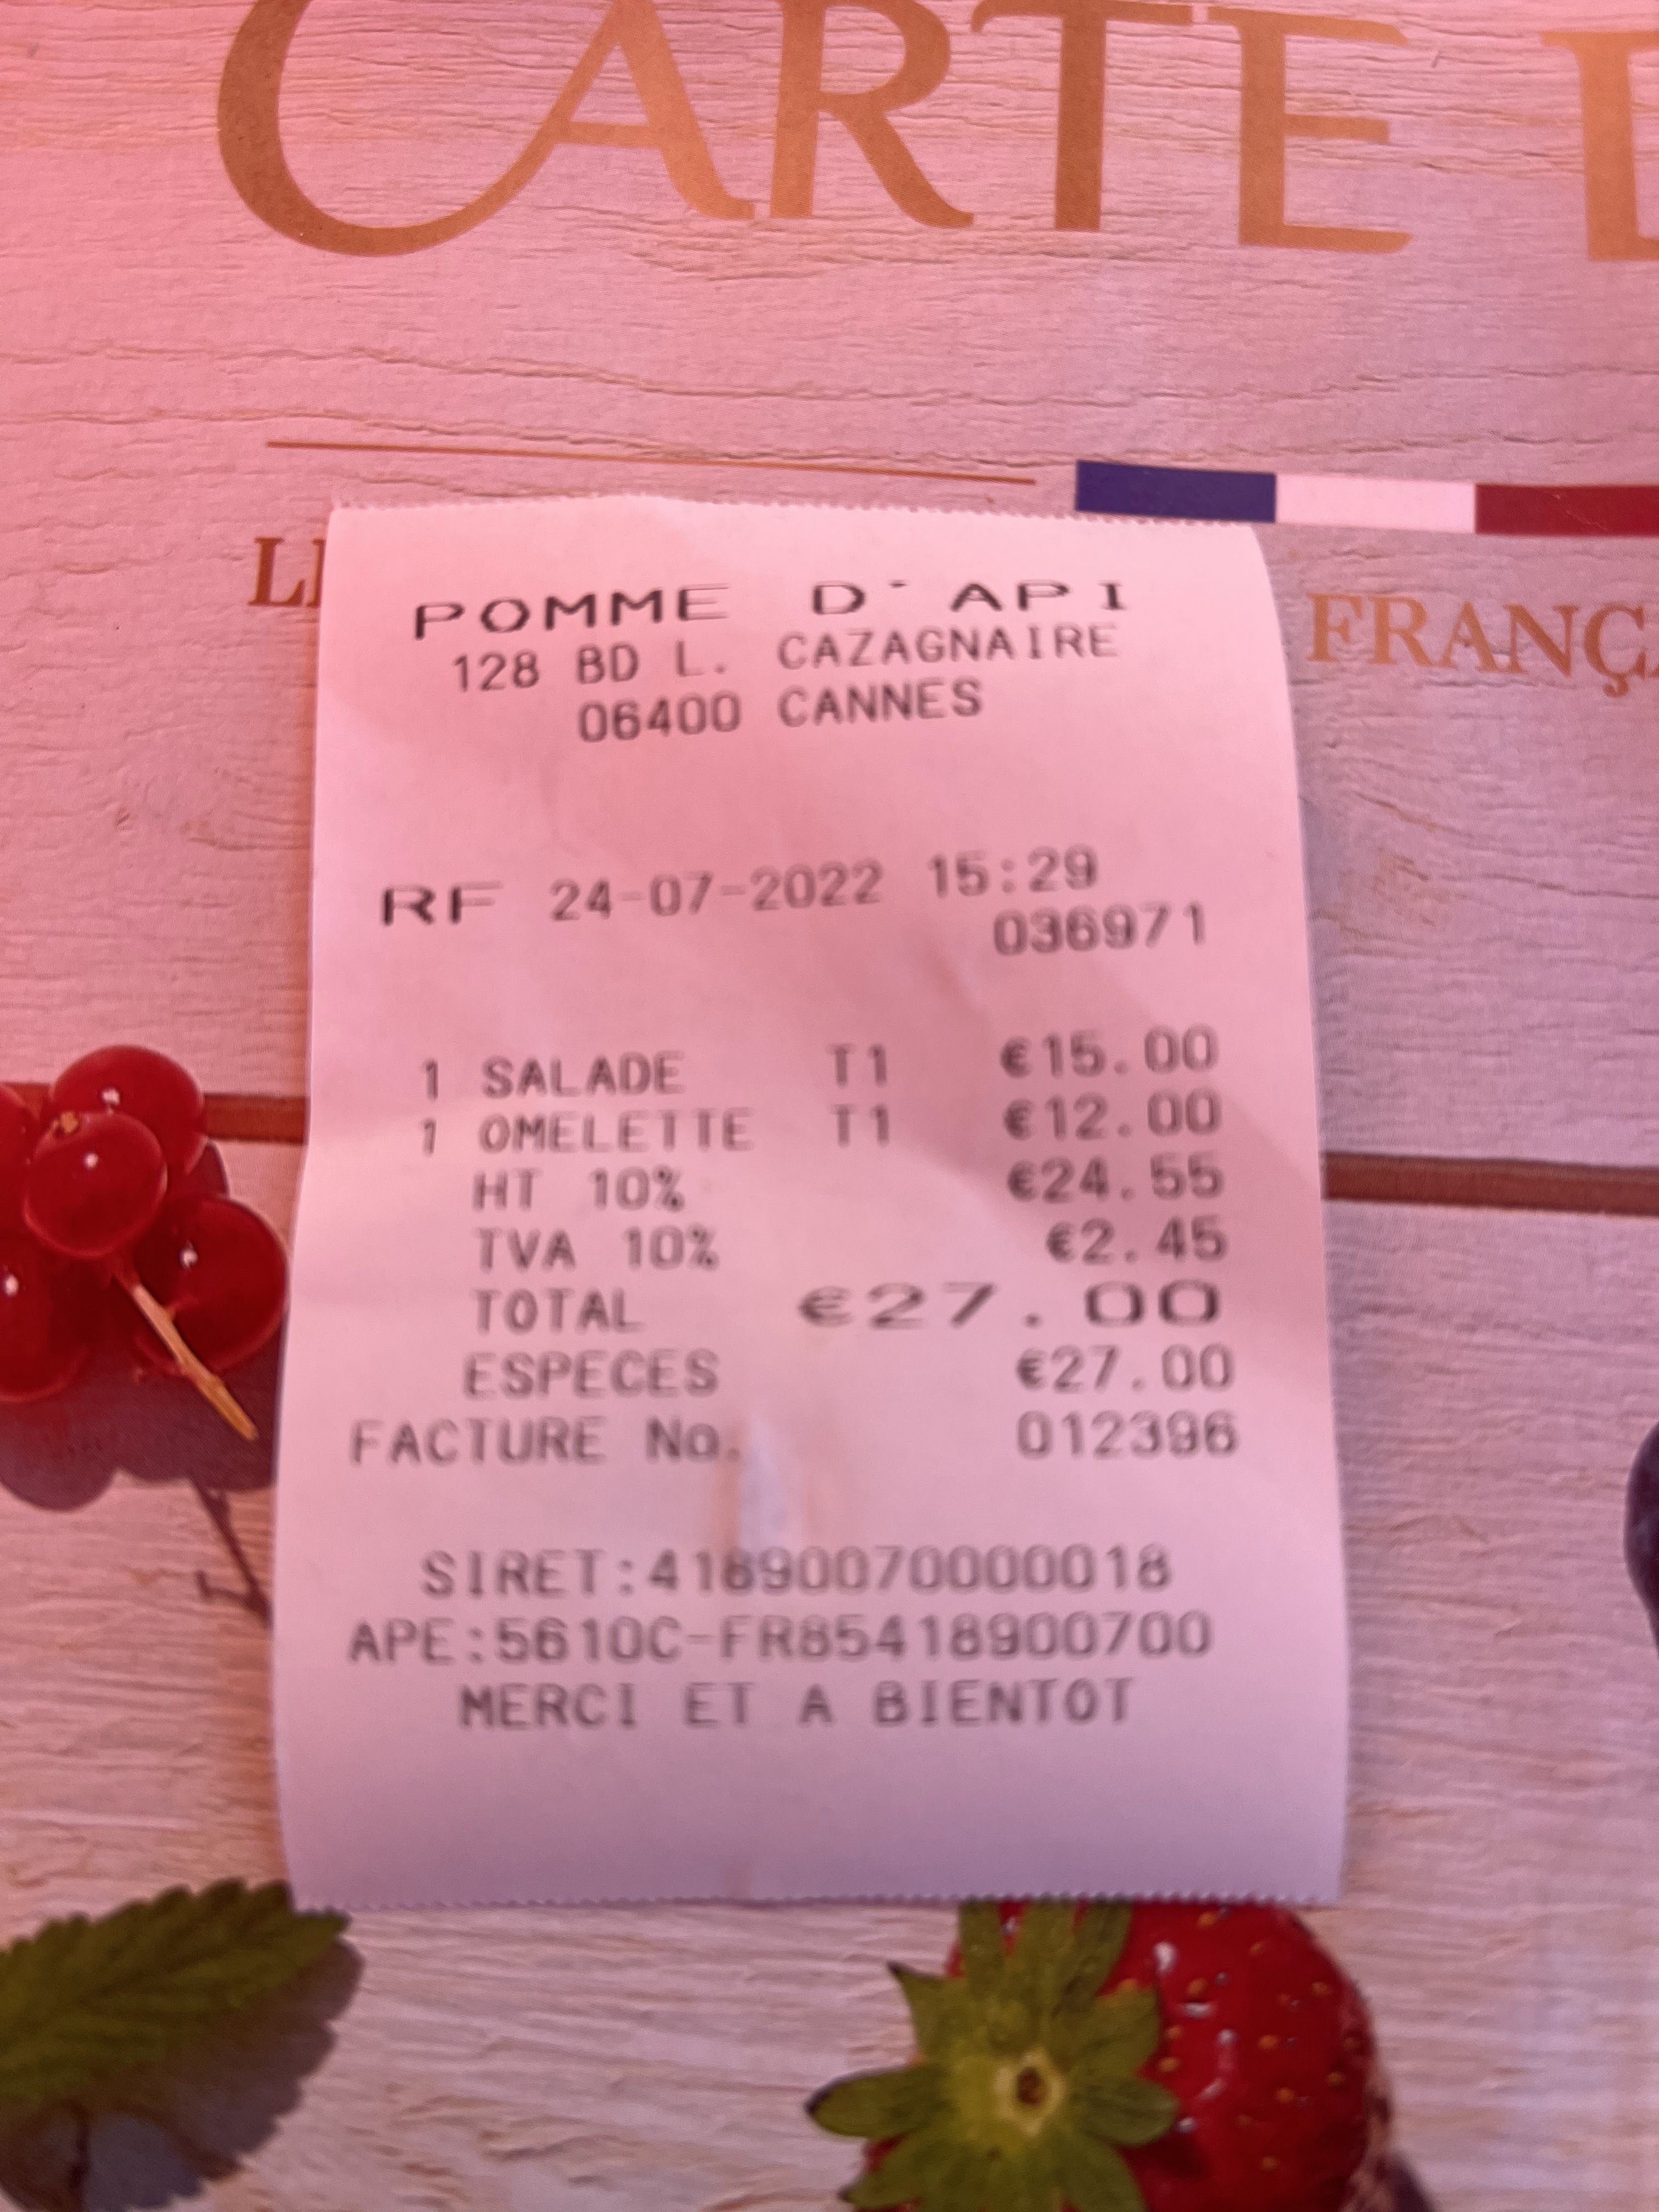 CARTE D
LE
FRANÇA
POMME D'API
128 BD L. CAZAGNAIRE
06400 CANNES
RF 24-07-2022 15:29
036971
1 SALADE T1 €15.00
1 OMELETTE T1 €12.00
HT 10% €24.55
TVA 10% €2.45
TOTAL €27.00
ESPECES €27.00
FACTURE No. 012396
SIRET:41890070000018
APE:5610C-FR85418900700
MERCI ET A BIENTOT